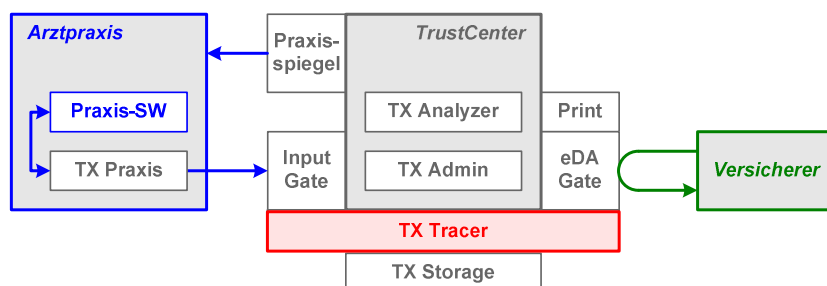 Arztpraxis
Praxis-SW
TX Praxis
Praxis-
spiegel
Input
Gate
TrustCenter
TX Analyzer
TX Admin
Print
eDA
Gate
Versicherer
TX Tracer
TX Storage